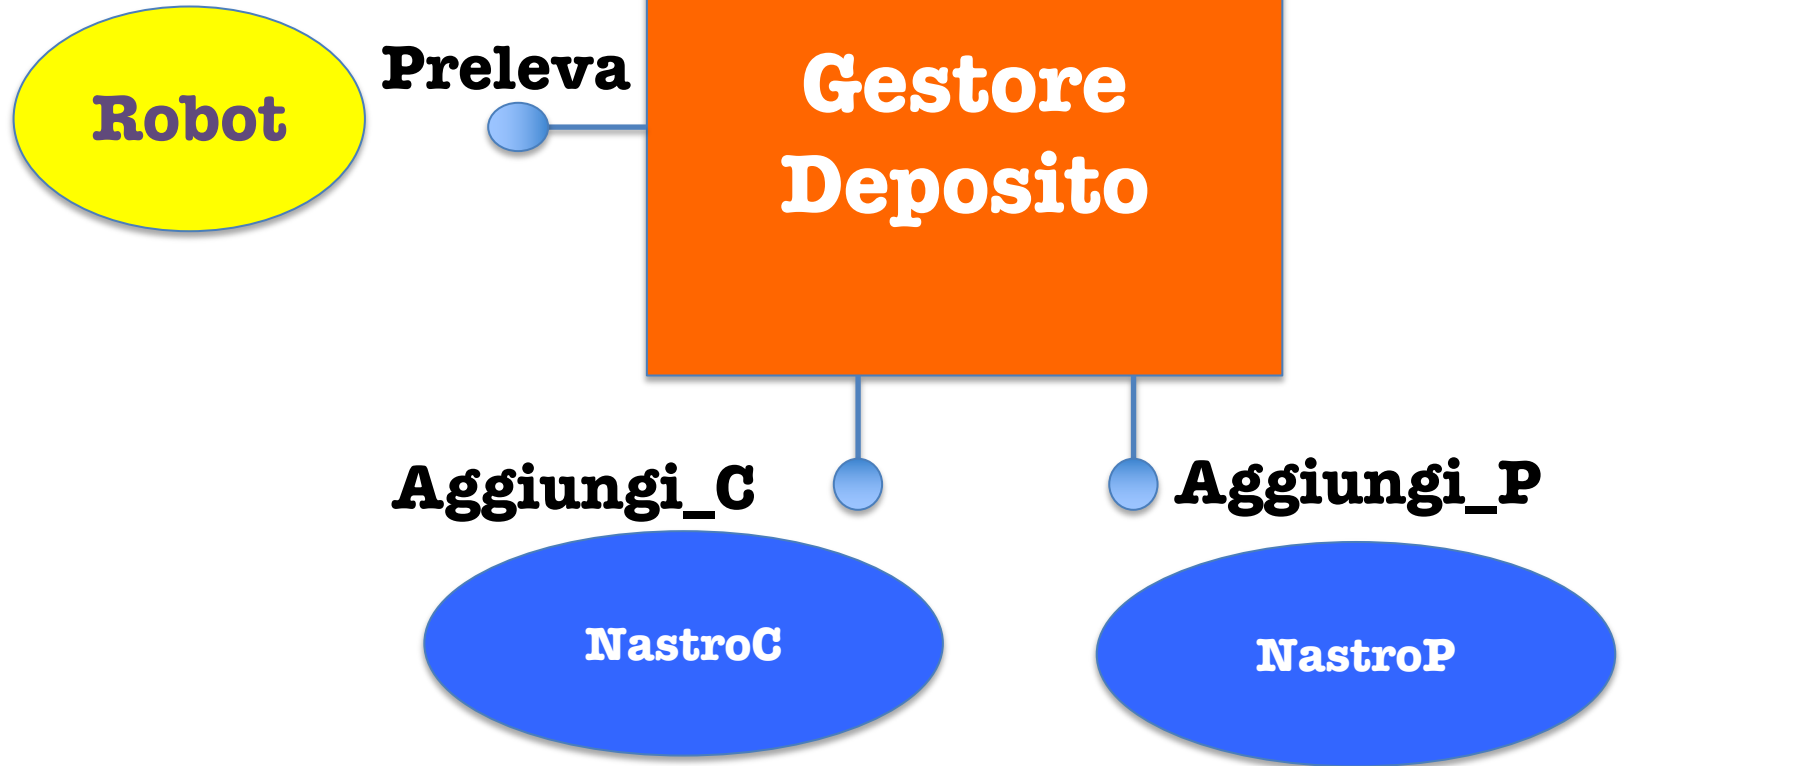 Preleva
Robot
Gestore
Deposito
Aggiungi_C
Aggiungi_P
NastroC
NastroP